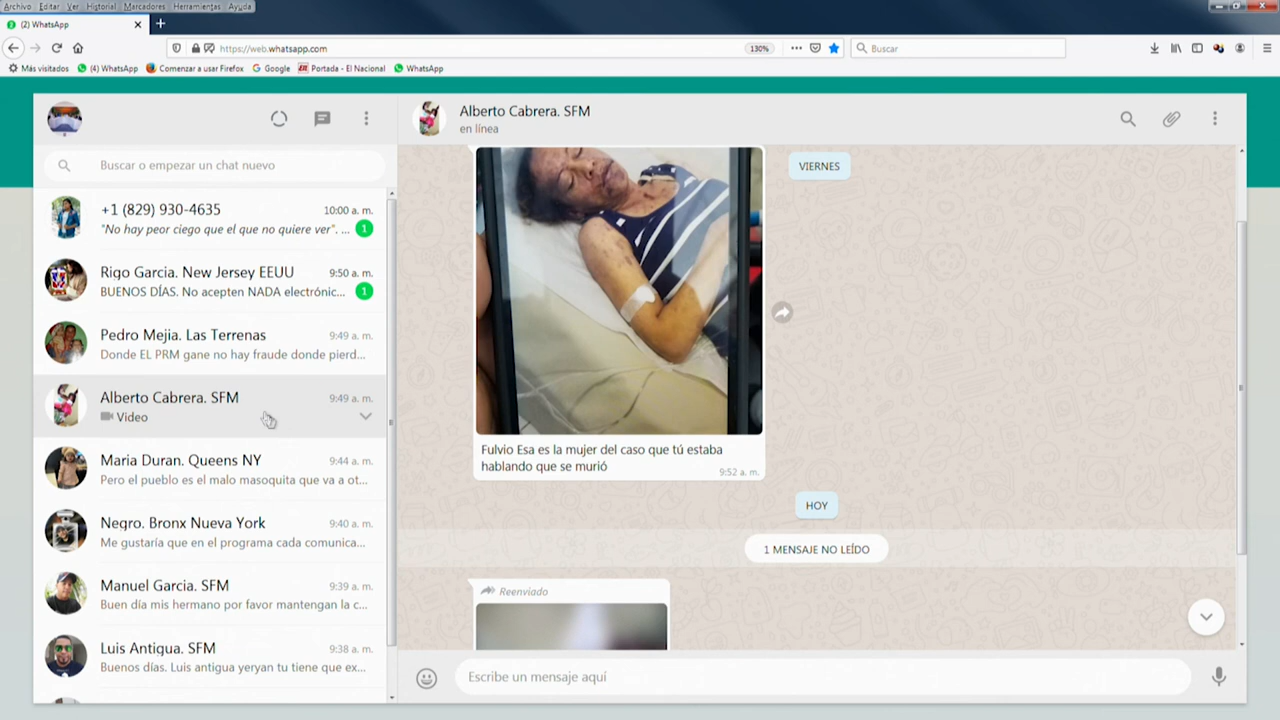 Archivo Editar Ver Historial Marcadores Herramientas Ayuda
(2) WhatsApp
https://web.whatsapp.com
130%
Buscar
Más visitados
(4) WhatsApp
Comenzar a usar Firefox
Google
Portada - El Nacional
WhatsApp
Buscar o empezar un chat nuevo
+1 (829) 930-4635
10:00 a. m.
"No hay peor ciego que el que no quiere ver". ...
1
Rigo Garcia. New Jersey EEUU
9:50 a. m.
BUENOS DÍAS. No acepten NADA electrónic...
1
Pedro Mejia. Las Terrenas
9:49 a. m.
Donde EL PRM gane no hay fraude donde pierd...
Alberto Cabrera. SFM
9:49 a. m.
Video
Maria Duran. Queens NY
9:44 a. m.
Pero el pueblo es el malo masoquita que va a ot...
Negro. Bronx Nueva York
9:40 a. m.
Me gustaría que en el programa cada comunica...
Manuel Garcia. SFM
9:39 a. m.
Buen día mis hermano por favor mantengan la c...
Luis Antigua. SFM
9:38 a. m.
Buenos días. Luis antigua yeryan tu tiene que ex...
Alberto Cabrera. SFM
en línea
VIERNES
Fulvio Esa es la mujer del caso que tú estaba
hablando que se murió
9:52 a. m.
HOY
1 MENSAJE NO LEÍDO
Reenviado
Escribe un mensaje aquí